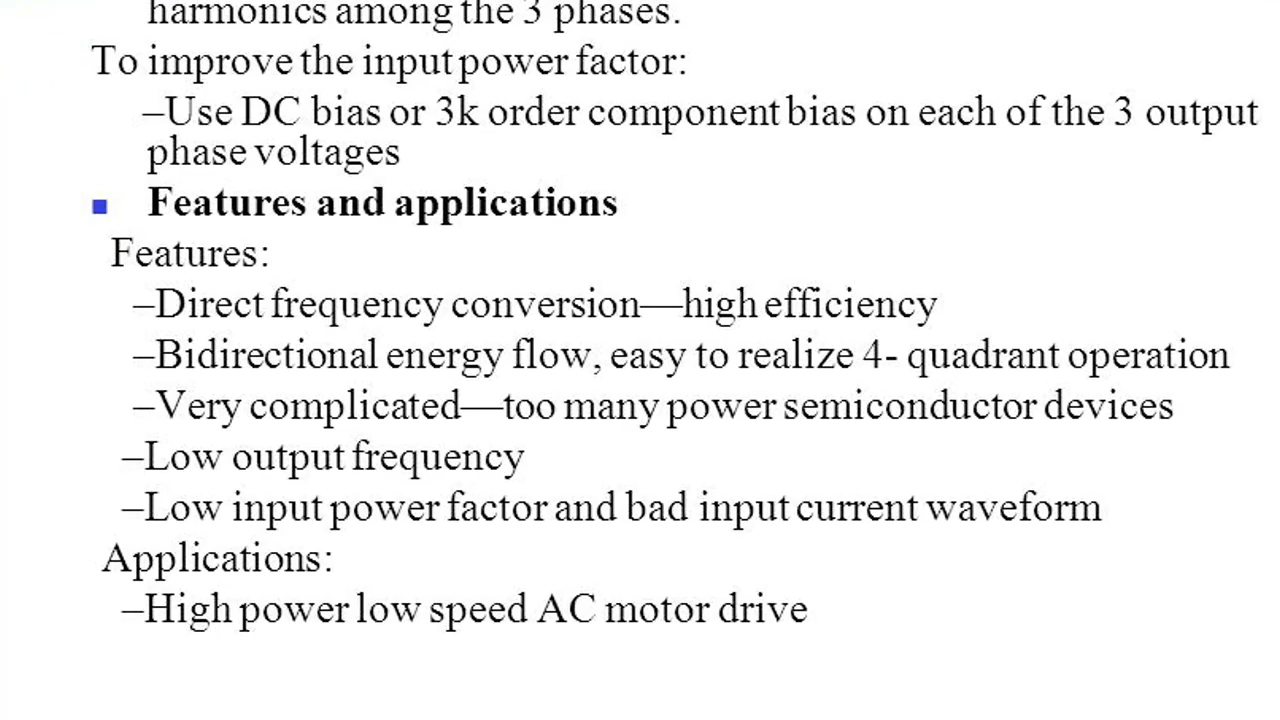 harmonics among the 3 phases.
To improve the input power factor:
–Use DC bias or 3k order component bias on each of the 3 output
phase voltages
Features and applications
Features:
–Direct frequency conversion—high efficiency
–Bidirectional energy flow, easy to realize 4- quadrant operation
–Very complicated—too many power semiconductor devices
–Low output frequency
–Low input power factor and bad input current waveform
Applications:
–High power low speed AC motor drive